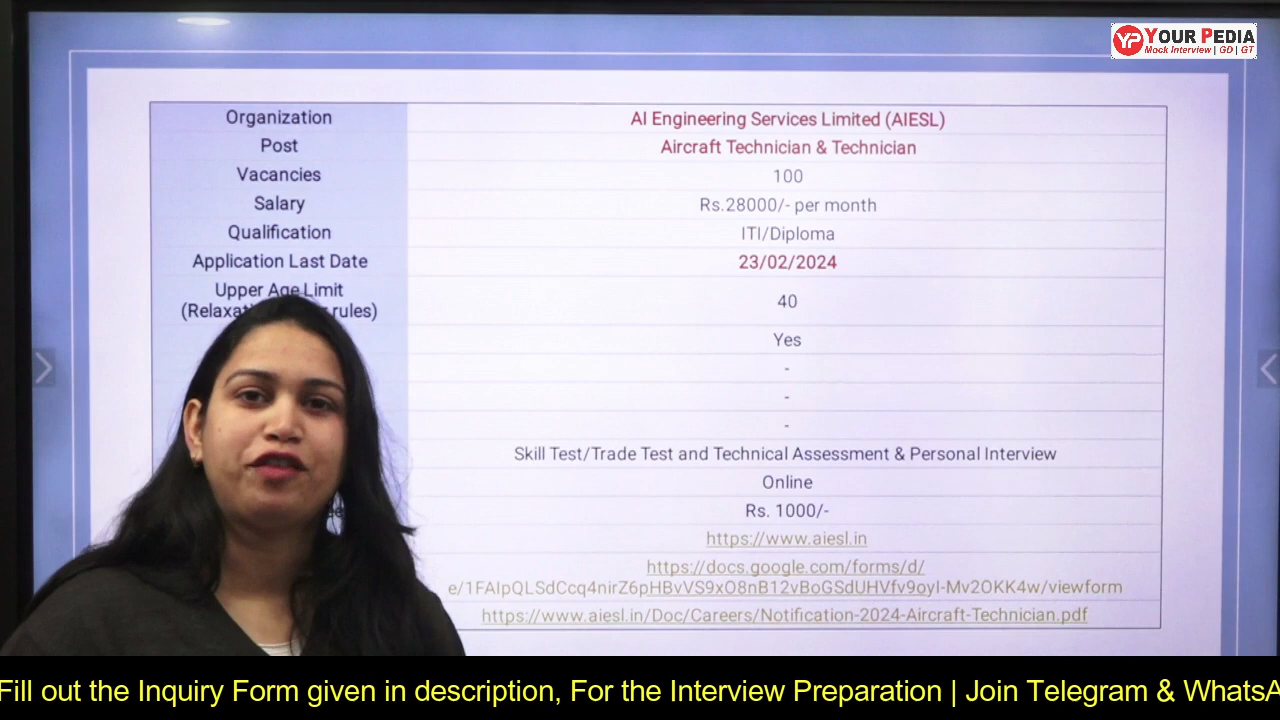 YP YOUR PEDIA
Mock Interview | GD | GT
Organization AI Engineering Services Limited (AIESL)
Post Aircraft Technician & Technician
Vacancies 100
Salary Rs.28000/- per month
Qualification ITI/Diploma
Application Last Date 23/02/2024
Upper Age Limit
(Relaxat rules) 40
Yes
-
-
-
Skill Test/Trade Test and Technical Assessment & Personal Interview
Online
Rs. 1000/-
https://www.aiesl.in
https://docs.google.com/forms/d/
e/1FAIpQLSdCcq4nirZ6pHBvVS9xO8nB12vBoGSdUHVfv9oyI-Mv2OKK4w/viewform
https://www.aiesl.in/Doc/Careers/Notification-2024-Aircraft-Technician.pdf
Fill out the Inquiry Form given in description, For the Interview Preparation | Join Telegram & WhatsA